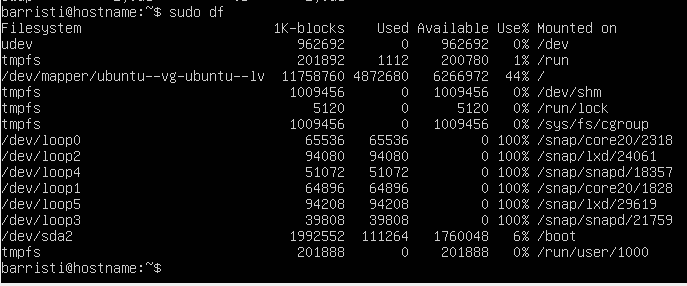 barristi@hostname:~$ sudo df
Filesystem                        1K-blocks    Used Available Use% Mounted on
udev                                 962692       0    962692   0% /dev
tmpfs                                201892    1112    200780   1% /run
/dev/mapper/ubuntu--vg-ubuntu--lv  11758760 4872680   6266972  44% /
tmpfs                               1009456       0   1009456   0% /dev/shm
tmpfs                                  5120       0      5120   0% /run/lock
tmpfs                               1009456       0   1009456   0% /sys/fs/cgroup
/dev/loop0                            65536   65536         0 100% /snap/core20/2318
/dev/loop2                            94080   94080         0 100% /snap/lxd/24061
/dev/loop4                            51072   51072         0 100% /snap/snapd/18357
/dev/loop1                            64896   64896         0 100% /snap/core20/1828
/dev/loop5                            94208   94208         0 100% /snap/lxd/29619
/dev/loop3                            39808   39808         0 100% /snap/snapd/21759
/dev/sda2                           1992552  111264   1760048   6% /boot
tmpfs                                201888       0    201888   0% /run/user/1000
barristi@hostname:~$